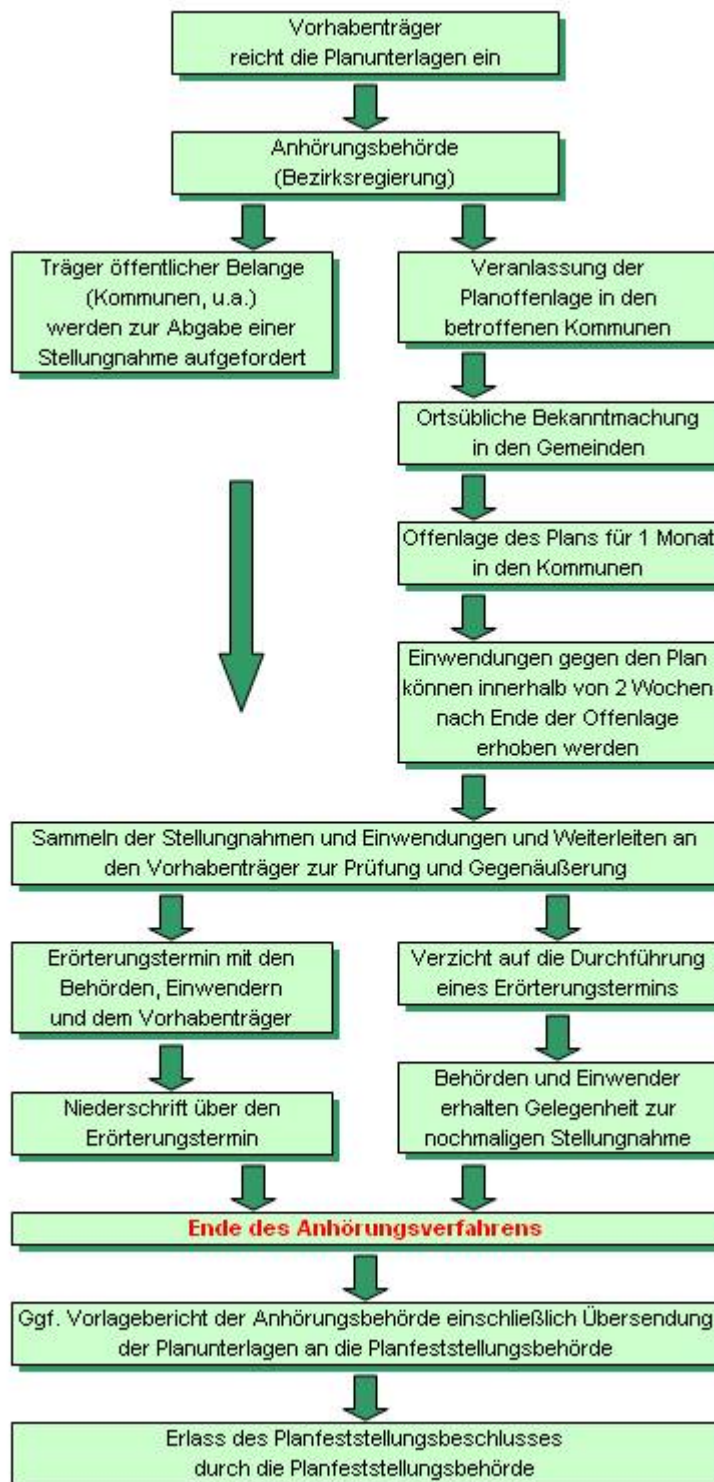 Vorhabenträger
reicht die Planunterlagen ein
Anhörungsbehörde
(Bezirksregierung)
Träger öffentlicher Belange
(Kommunen, u.a.)
werden zur Abgabe einer
Stellungnahme aufgefordert
Veranlassung der
Planoffenlage in den
betroffenen Kommunen
Ortsübliche Bekanntmachung
in den Gemeinden
Offenlage des Plans für 1 Monat
in den Kommunen
Einwendungen gegen den Plan
können innerhalb von 2 Wochen
nach Ende der Offenlage
erhoben werden
Sammeln der Stellungnahmen und Einwendungen und Weiterleiten an
den Vorhabenträger zur Prüfung und Gegenäußerung
Erörterungstermin mit den
Behörden, Einwendern
und dem Vorhabenträger
Verzicht auf die Durchführung
eines Erörterungstermins
Niederschrift über den
Erörterungstermin
Behörden und Einwender
erhalten Gelegenheit zur
nochmaligen Stellungnahme
Ende des Anhörungsverfahrens
Ggf. Vorlagebericht der Anhörungsbehörde einschließlich Übersendung
der Planunterlagen an die Planfeststellungsbehörde
Erlass des Planfeststellungsbeschlusses
durch die Planfeststellungsbehörde